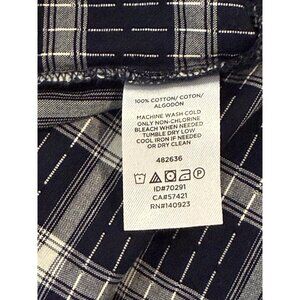 100% COTTON/ COTON/
ALGODÓN
MACHINE WASH COLD
ONLY NON-CHLORINE
BLEACH WHEN NEEDED
TUMBLE DRY LOW
COOL IRON IF NEEDED
OR DRY CLEAN
482636
ID#70291
CA#57421
RN#140923